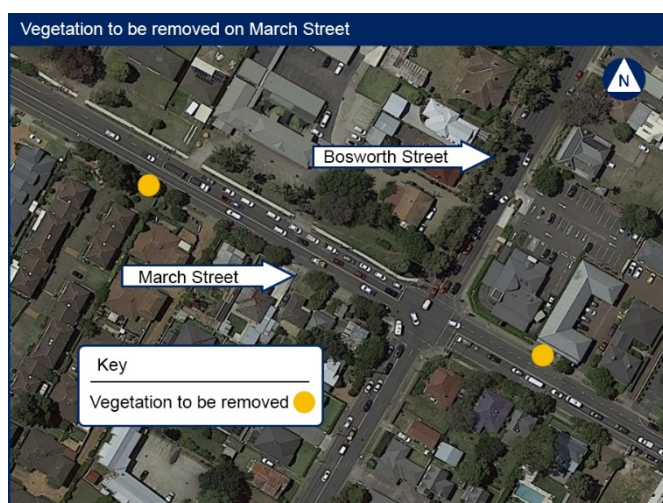 Vegetation to be removed on March Street
N
Bosworth Street
March Street
Key
Vegetation to be removed